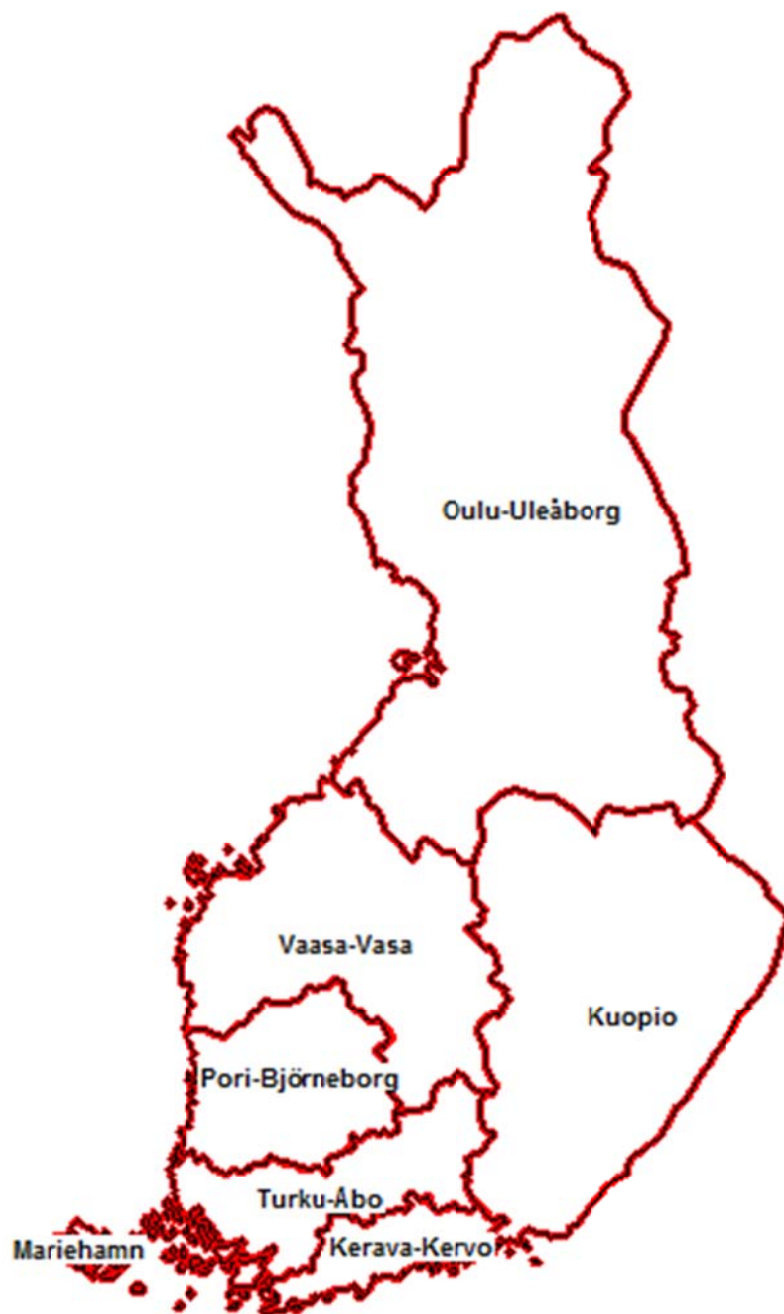 Oulu-Uleåborg
Vaasa-Vasa
Kuopio
Pori-Björneborg
Turku-Åbo
Mariehamn
Kerava-Kervo